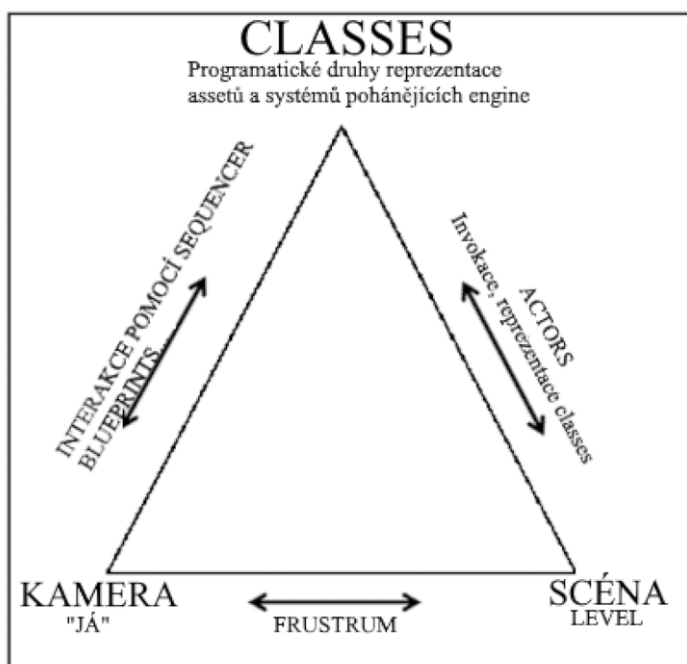 CLASSES
Programatické druhy reprezentace
assetů a systémů pohánějících engine
INTERAKCE POMOCÍ SEQUENCER
BLUEPRINTS...
ACTORS
Invokace, reprezentace classes
KAMERA
"JÁ"
FRUSTRUM
SCÉNA
LEVEL